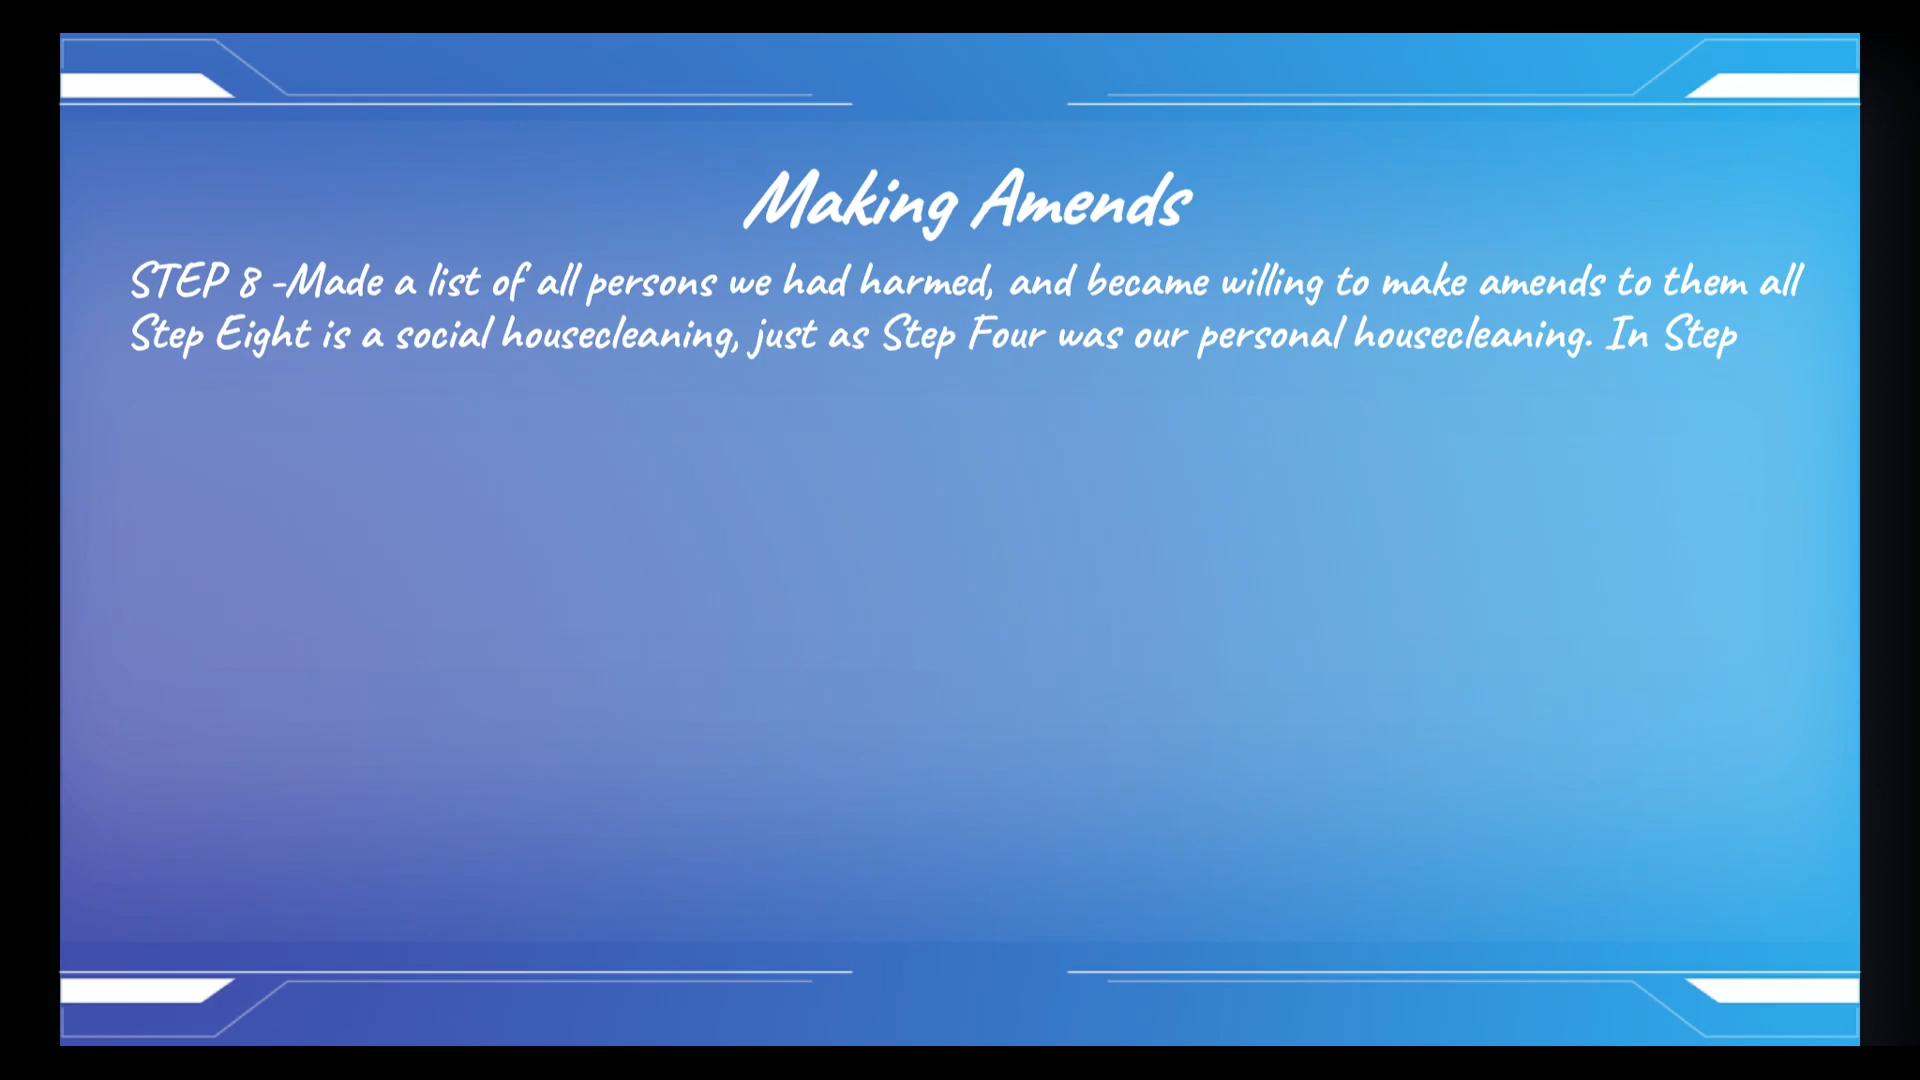 Making Amends
STEP 8 -Made a list of all persons we had harmed, and became willing to make amends to them all
Step Eight is a social housecleaning, just as Step Four was our personal housecleaning. In Step